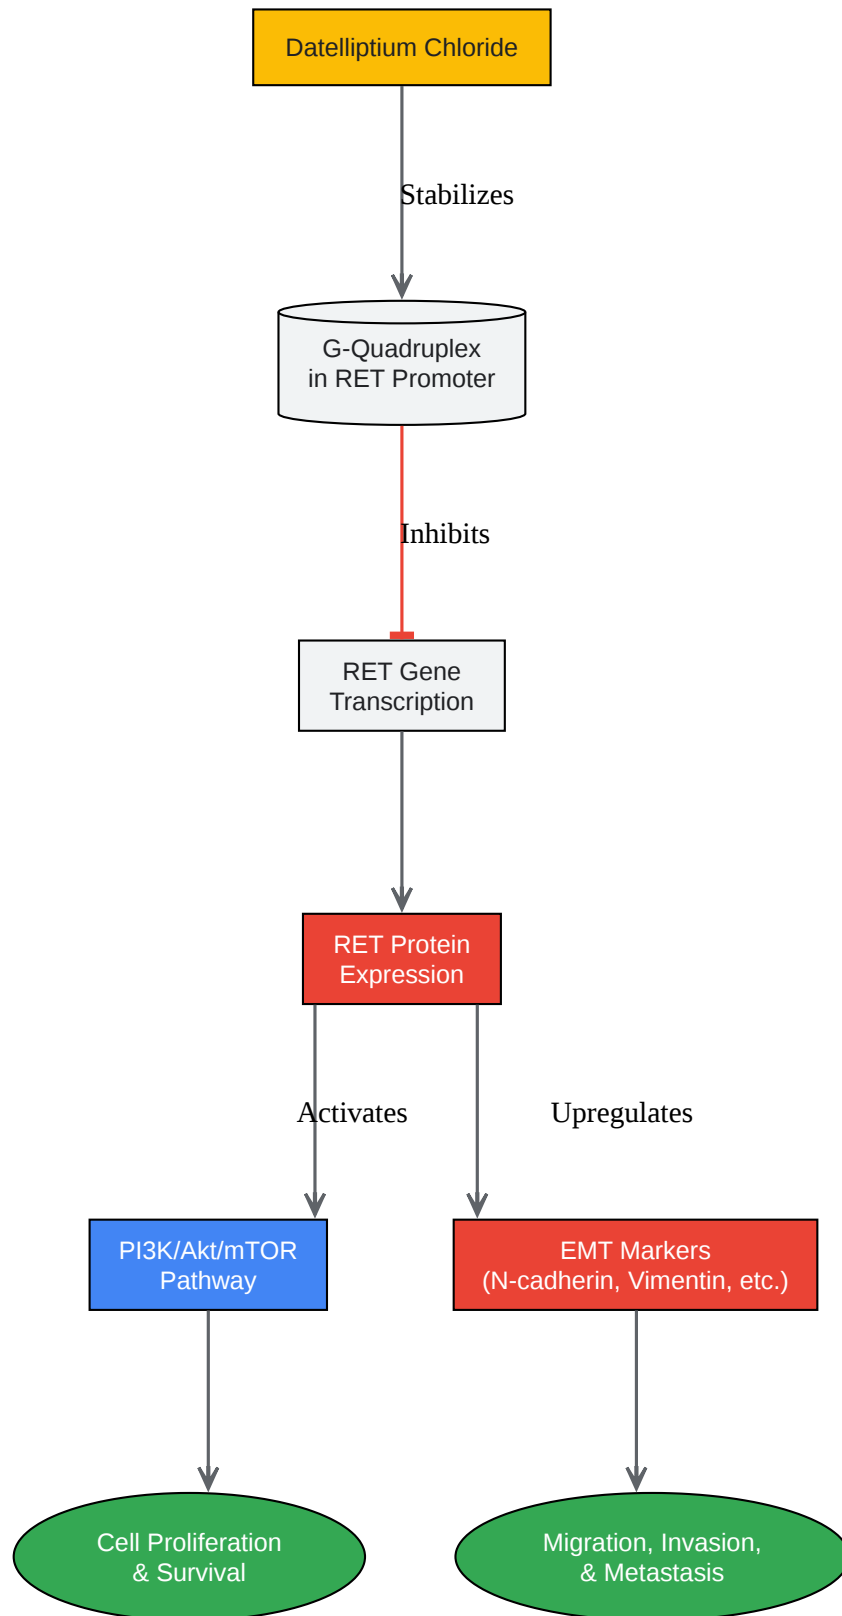 Datelliptium Chloride
Stabilizes
G-Quadruplex
in RET Promoter
Inhibits
RET Gene
Transcription
RET Protein
Expression
Activates
Upregulates
PI3K/Akt/mTOR
Pathway
EMT Markers
(N-cadherin, Vimentin, etc.)
Cell Proliferation
& Survival
Migration, Invasion,
& Metastasis